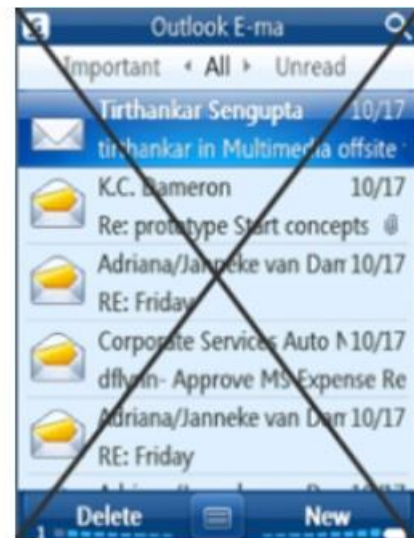 Outlook E-ma
Important All Unread
Tirthankar Sengupta 10/17
tirthankar in Multimedia offsite
K.C. Dameron 10/17
Re: prototype Start concepts
Adriana/Janneke van Dam 10/17
RE: Friday
Corporate Services Auto N 10/17
dflynn- Approve MS Expense Re
Adriana/Janneke van Dam 10/17
RE: Friday
Delete New
1